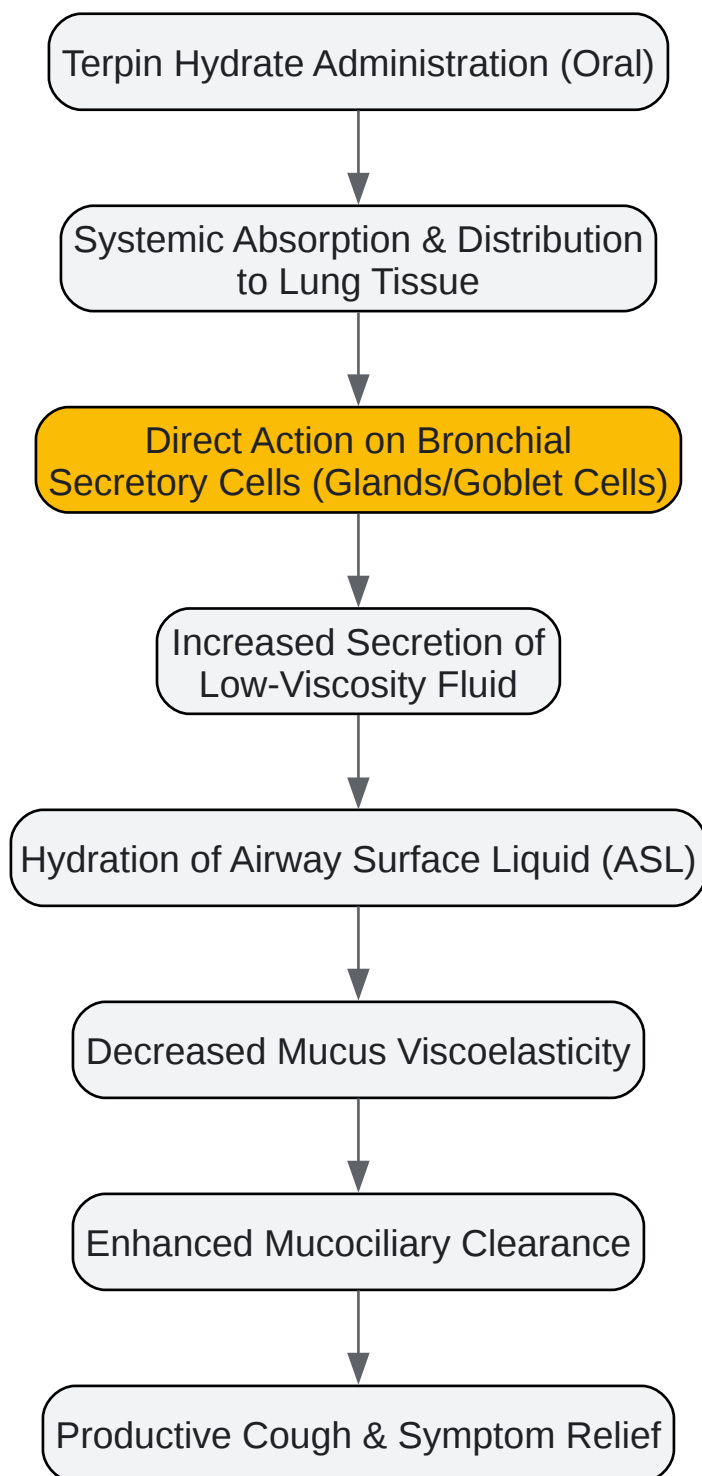 Terpin Hydrate Administration (Oral)
Systemic Absorption & Distribution
to Lung Tissue
Direct Action on Bronchial
Secretory Cells (Glands/Goblet Cells)
Increased Secretion of
Low-Viscosity Fluid
Hydration of Airway Surface Liquid (ASL)
Decreased Mucus Viscoelasticity
Enhanced Mucociliary Clearance
Productive Cough & Symptom Relief